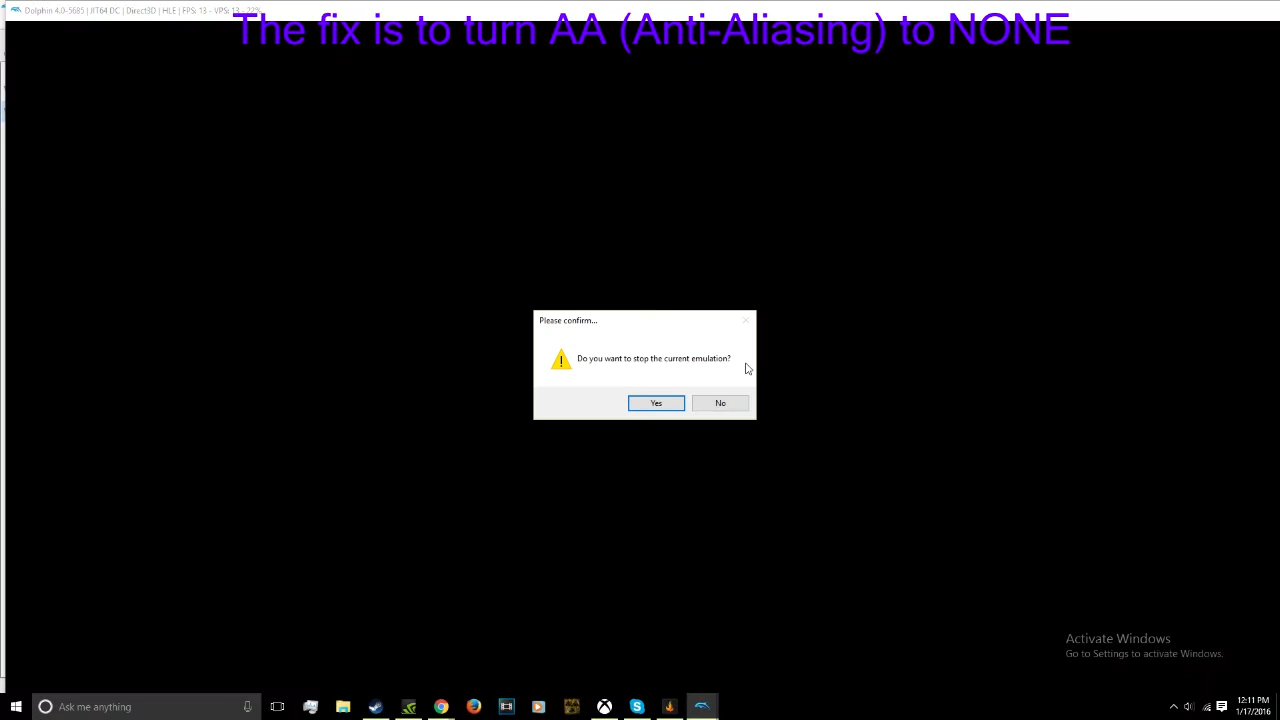 Dolphin 4.0-5685 | JIT64 DC | Direct3D | HLE | FPS: 13 - VPS: 13 - 22%
The fix is to turn AA (Anti-Aliasing) to NONE
Please confirm...
Do you want to stop the current emulation?
Yes
No
Activate Windows
Go to Settings to activate Windows.
Ask me anything
12:11 PM
1/17/2016